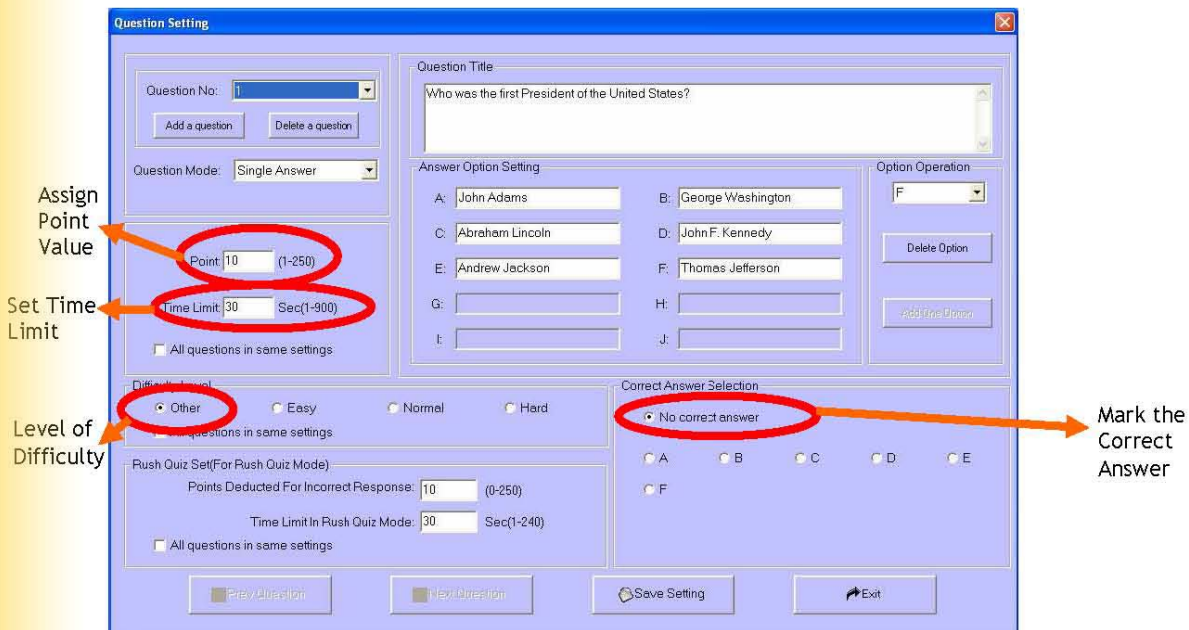 Question Setting
Question No: 1
Add a question Delete a question
Question Mode: Single Answer
Question Title
Who was the first President of the United States?
Answer Option Setting
A: John Adams B: George Washington
C: Abraham Lincoln D: John F. Kennedy
E: Andrew Jackson F: Thomas Jefferson
G: H:
I: J:
Option Operation
F
Delete Option
Add One Option
Assign
Point
Value
Point: 10 (1-250)
Set Time
Limit
Time Limit: 30 Sec(1-900)
All questions in same settings
Difficulty Level
Other Easy Normal Hard
All questions in same settings
Level of
Difficulty
Correct Answer Selection
No correct answer
A B C D E
F
Mark the
Correct
Answer
Rush Quiz Set(For Rush Quiz Mode)
Points Deducted For Incorrect Response: 10 (0-250)
Time Limit In Rush Quiz Mode: 30 Sec(1-240)
All questions in same settings
Prev Question Next Question Save Setting Exit